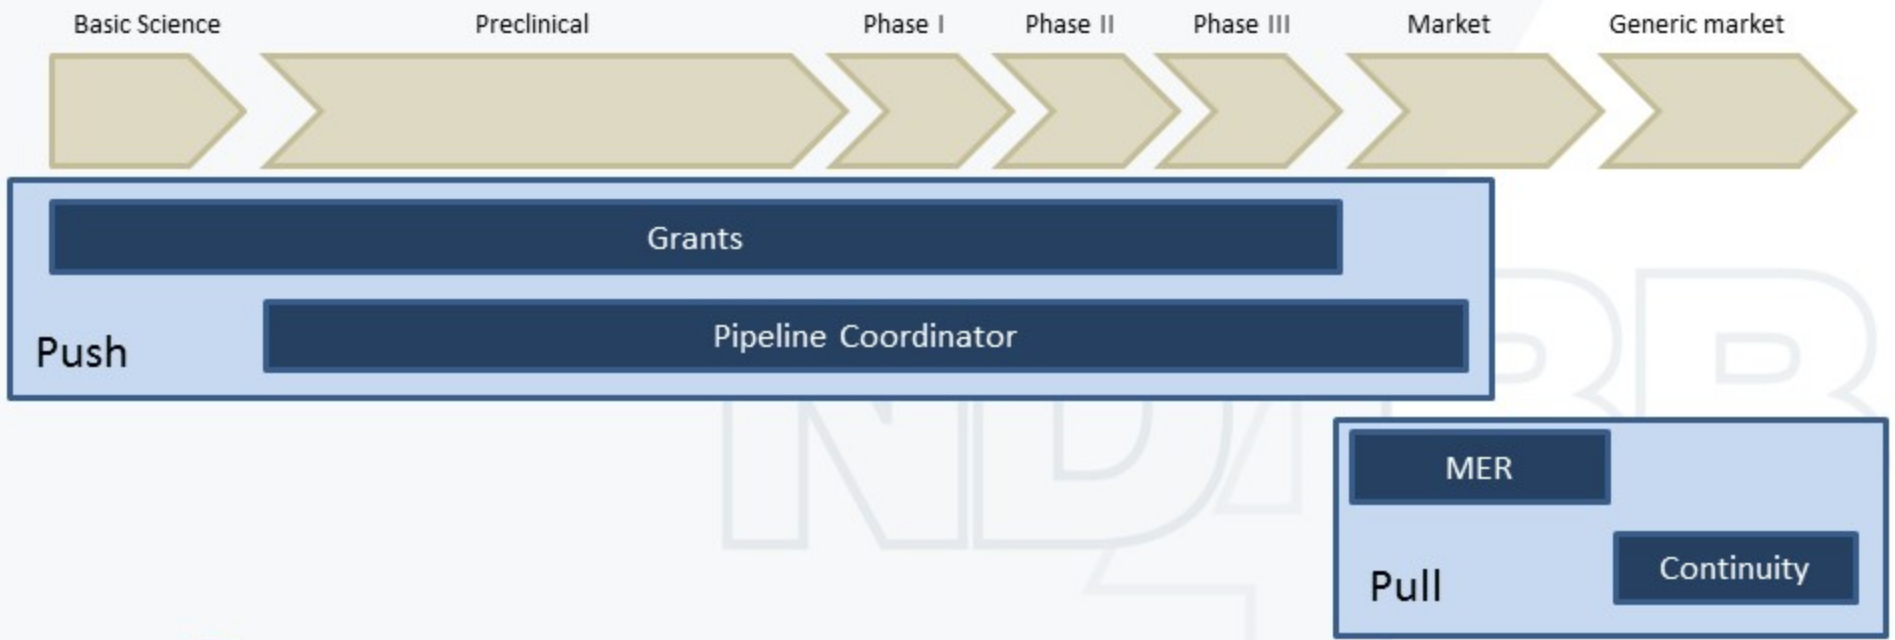 Basic Science
Preclinical
Phase I
Phase II
Phase III
Market
Generic market
Grants
Pipeline Coordinator
Push
MER
Continuity
Pull